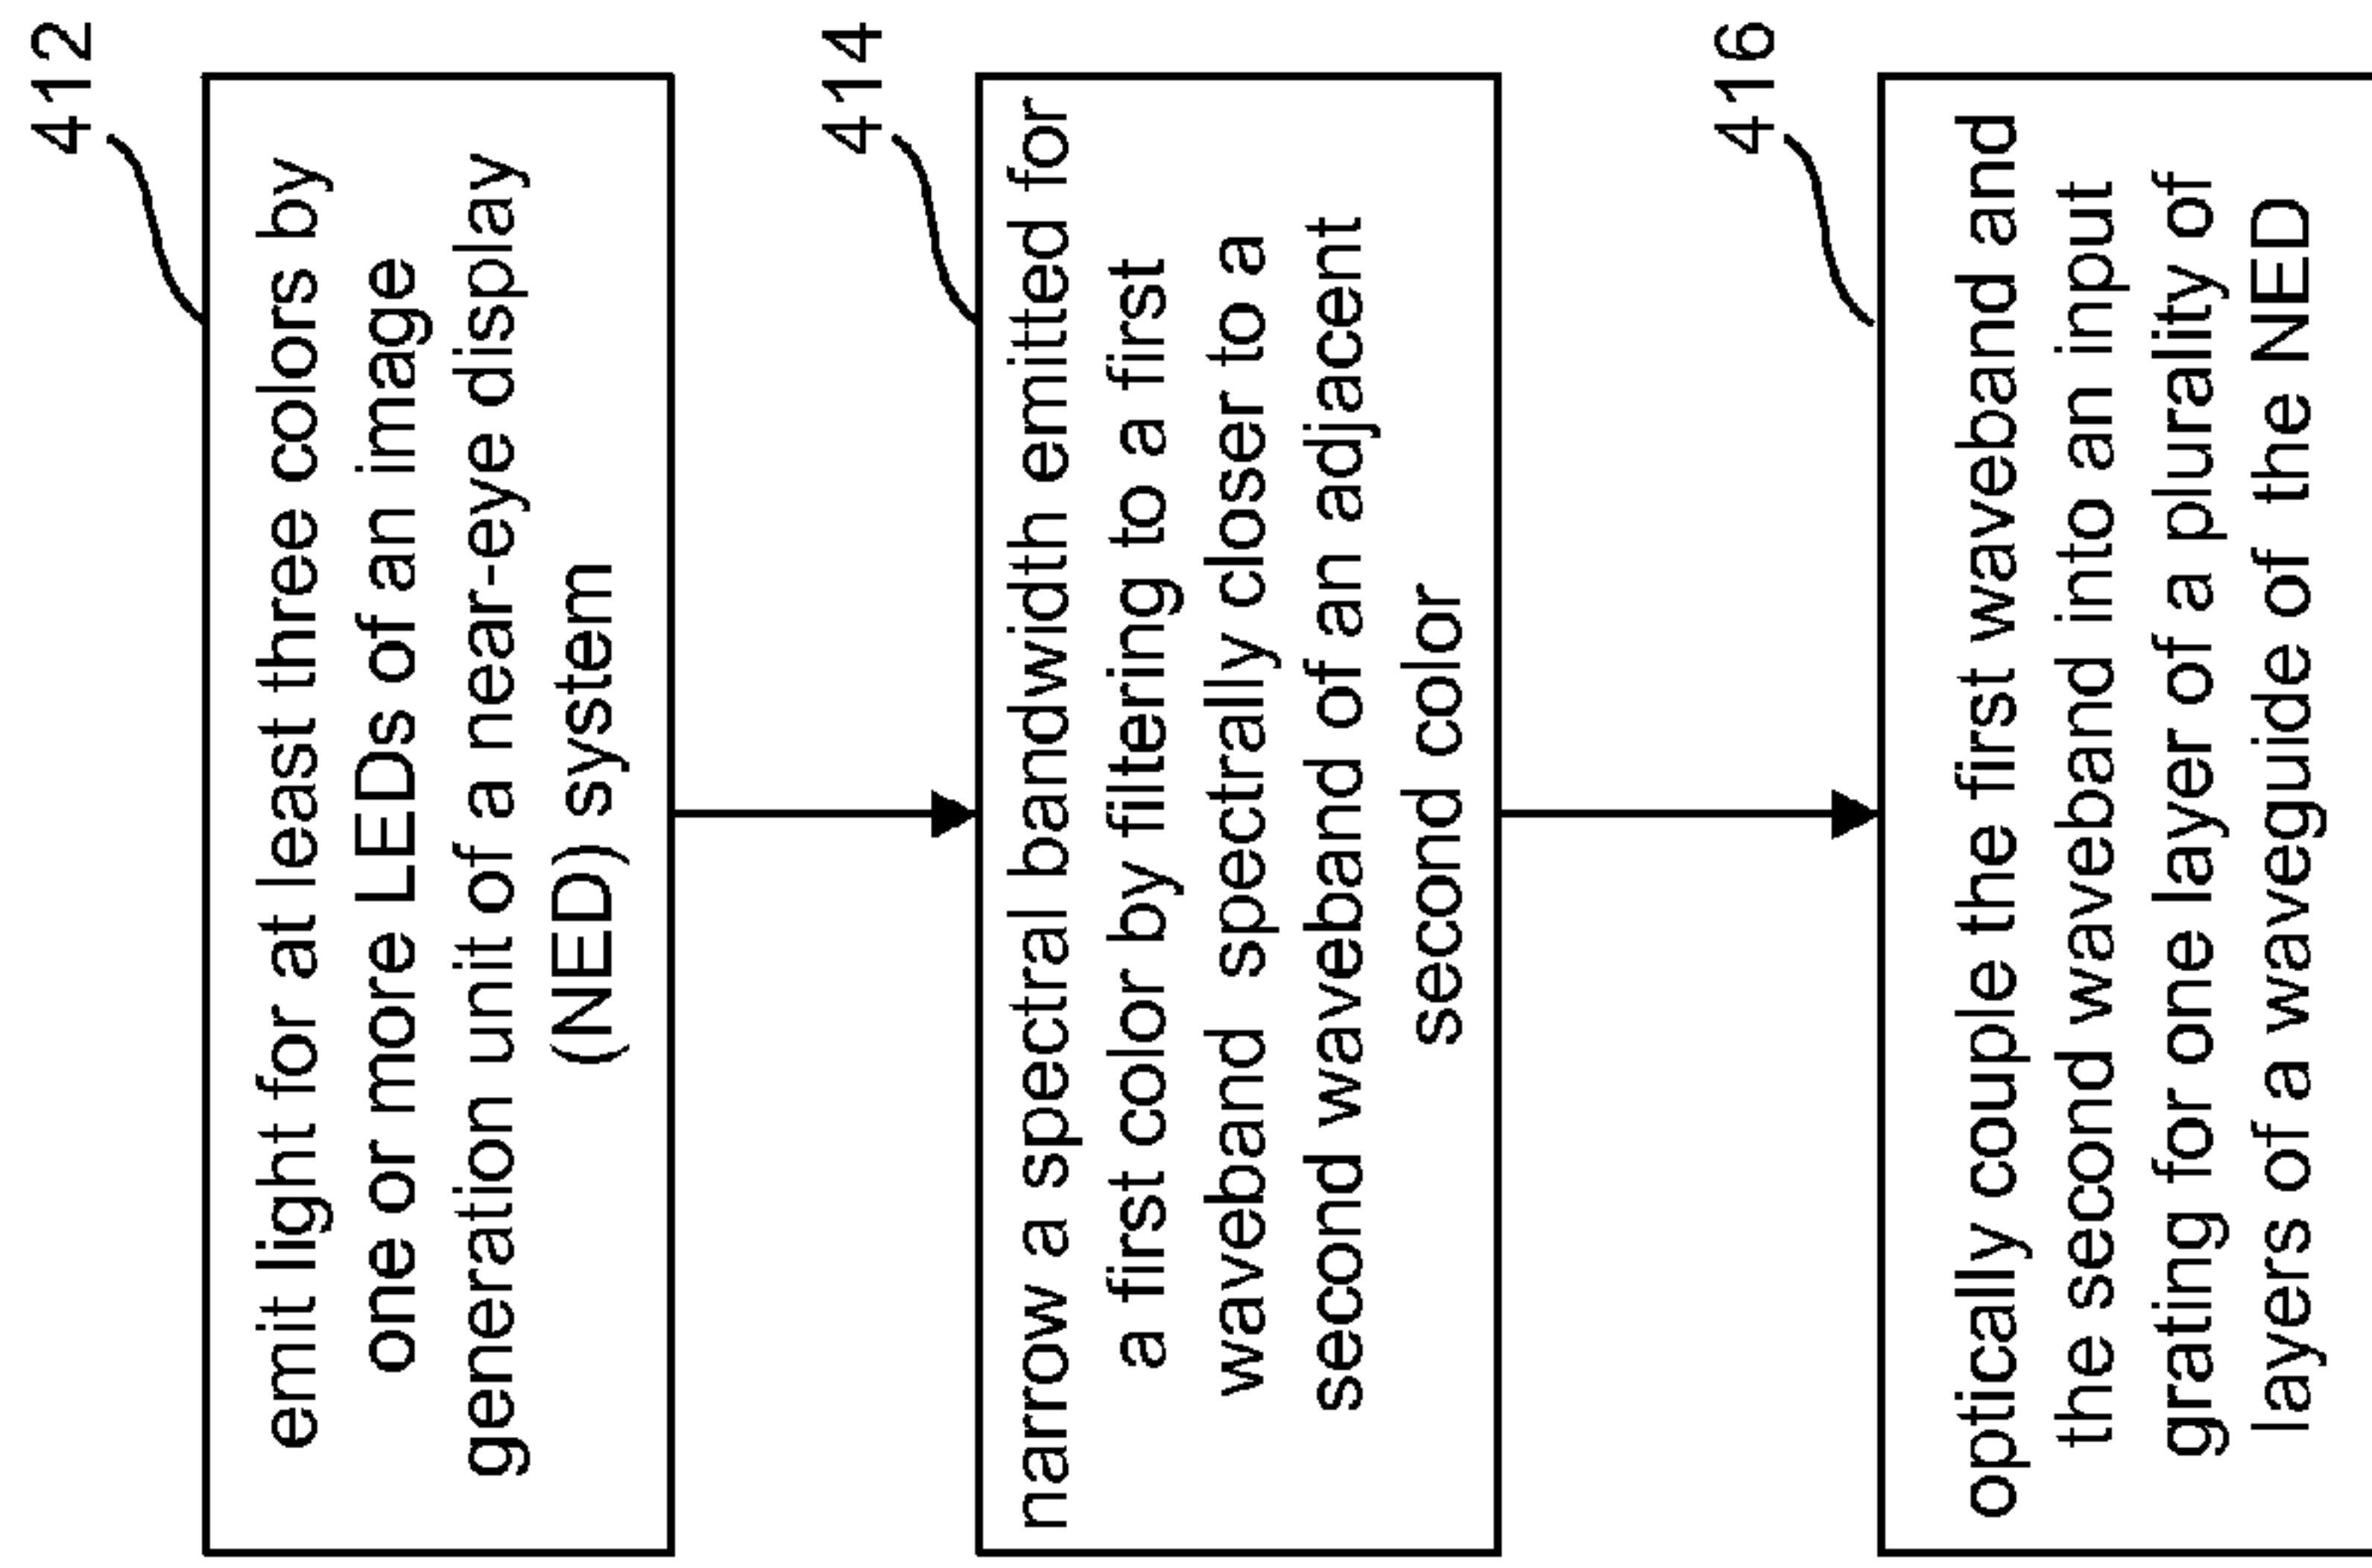 412
emit light for at least three colors by
one or more LEDs of an image
generation unit of a near-eye display
(NED) system
414
narrow a spectral bandwidth emitted for
a first color by filtering to a first
waveband spectrally closer to a
second waveband of an adjacent
second color
416
optically couple the first waveband and
the second waveband into an input
grating for one layer of a plurality of
layers of a waveguide of the NED